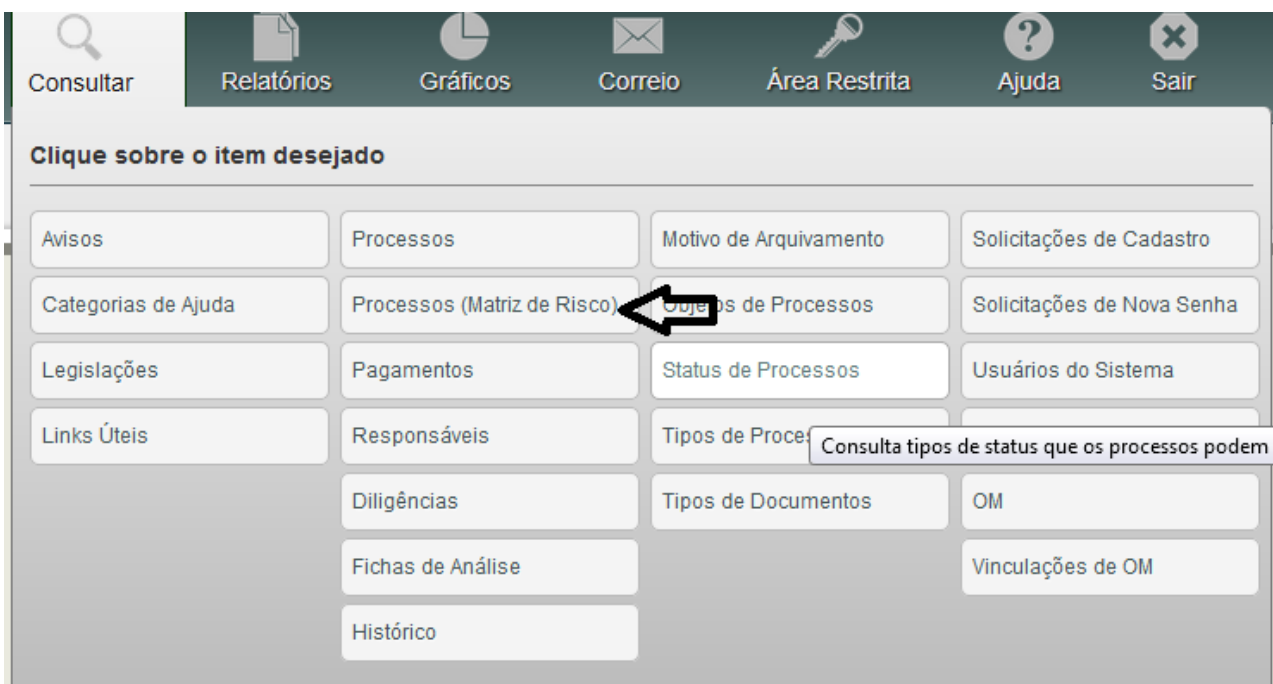 Consultar Relatórios Gráficos Correio Área Restrita Ajuda Sair
Clique sobre o item desejado
Avisos Processos Motivo de Arquivamento Solicitações de Cadastro
Categorias de Ajuda Processos (Matriz de Risco) Objetos de Processos Solicitações de Nova Senha
Legislações Pagamentos Status de Processos Usuários do Sistema
Links Úteis Responsáveis Tipos de
Consulta tipos de status que os processos podem
Diligências Tipos de Documentos OM
Fichas de Análise Vinculações de OM
Histórico